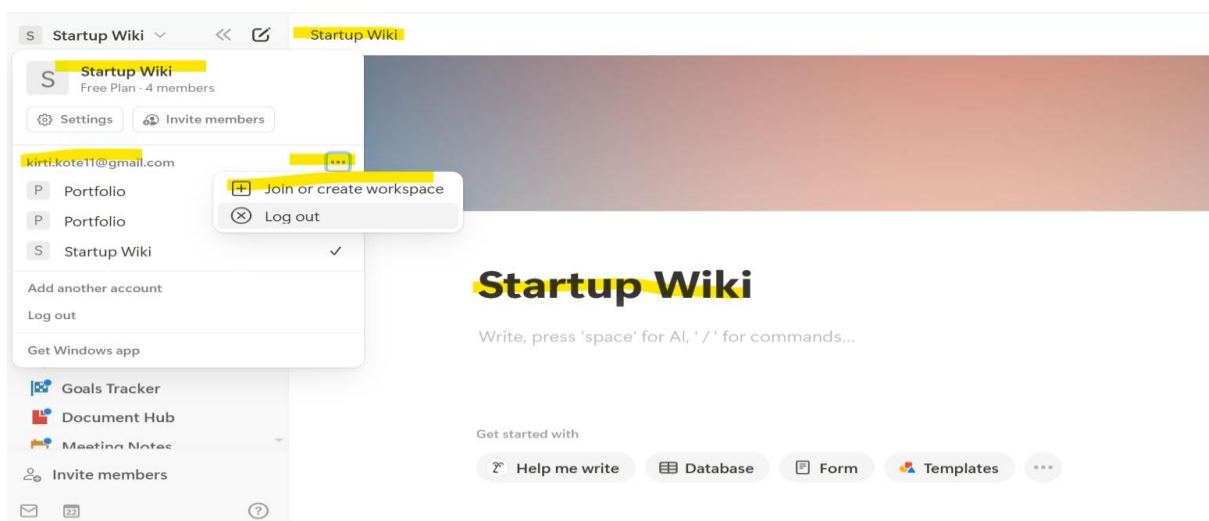 S Startup Wiki
Startup Wiki
S Startup Wiki
Free Plan · 4 members
Settings
Invite members
kirti.kote11@gmail.com
P Portfolio
Join or create workspace
P Portfolio
Log out
S Startup Wiki
Add another account
Log out
Get Windows app
Goals Tracker
Document Hub
Meeting Notes
Invite members
22
Startup Wiki
Write, press 'space' for AI, '/' for commands...
Get started with
Help me write
Database
Form
Templates